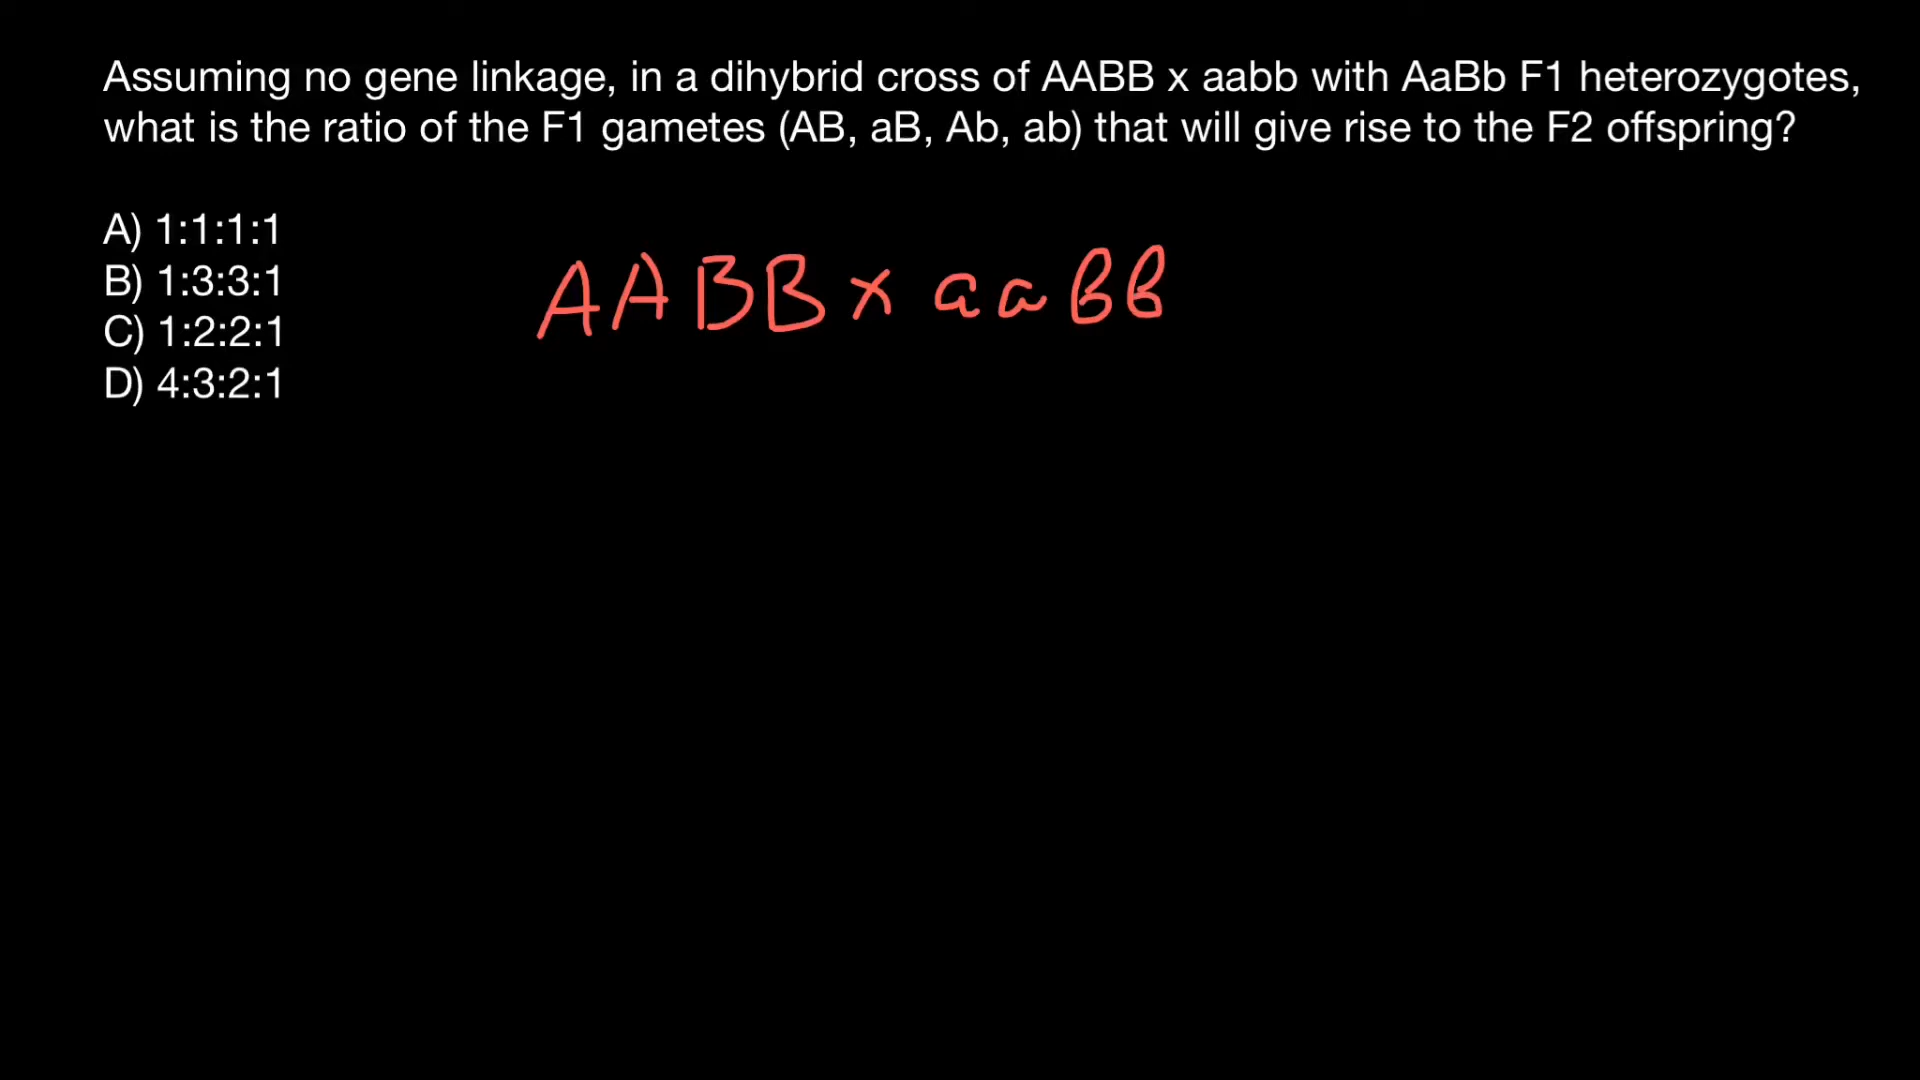 Assuming no gene linkage, in a dihybrid cross of AABB x aabb with AaBb F1 heterozygotes,
what is the ratio of the F1 gametes (AB, aB, Ab, ab) that will give rise to the F2 offspring?
A) 1:1:1:1
B) 1:3:3:1
C) 1:2:2:1
D) 4:3:2:1
AABB x aabb